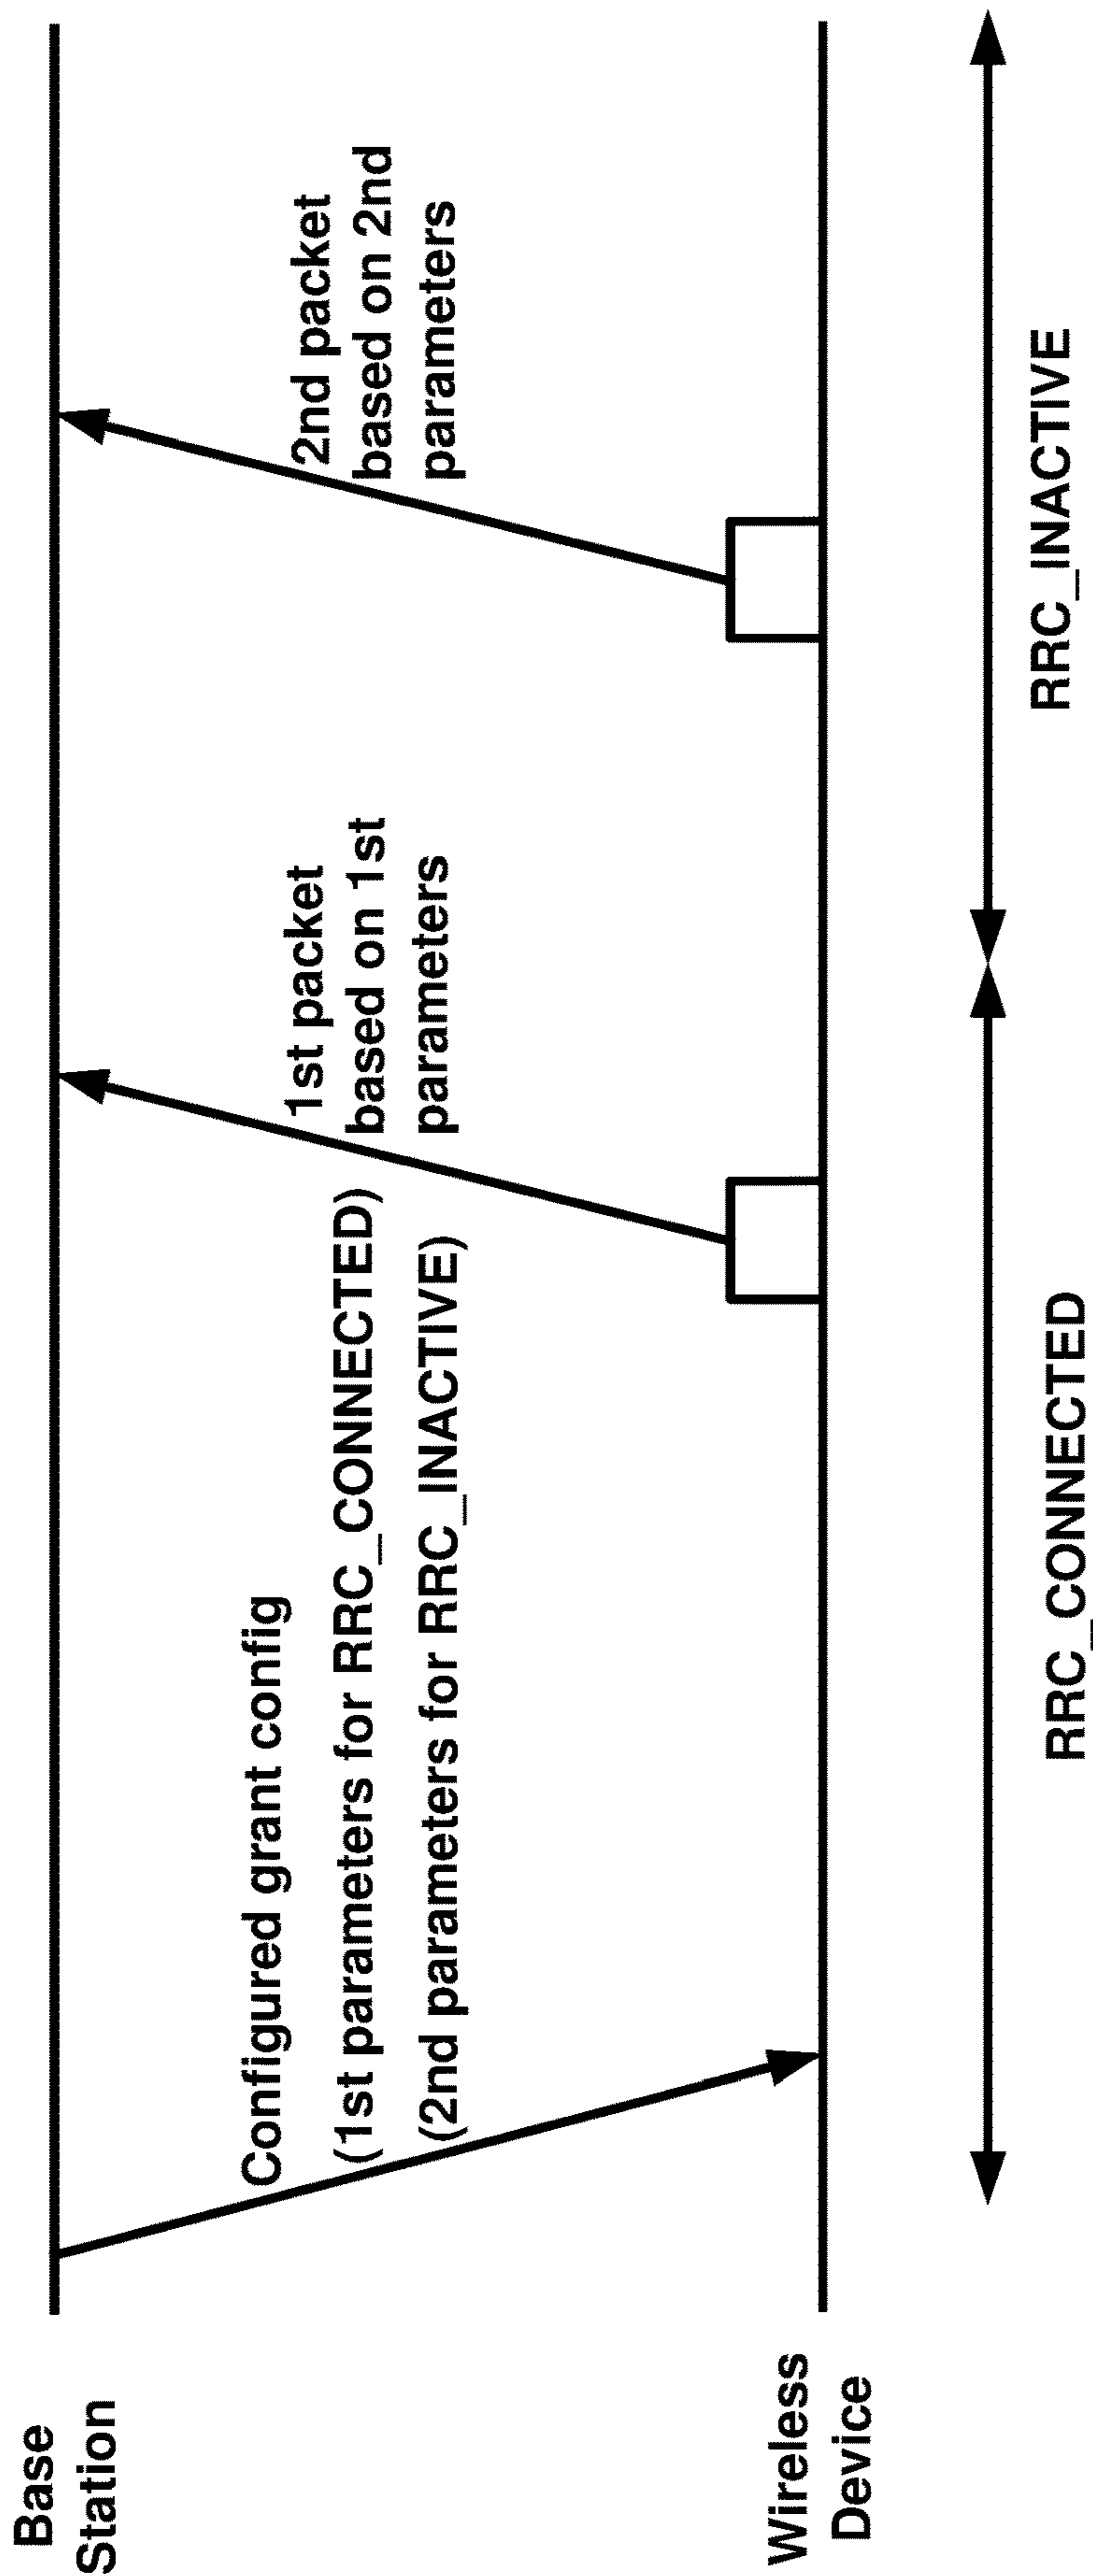 Base
Station
Configured grant config
(1st parameters for RRC_CONNECTED)
(2nd parameters for RRC_INACTIVE)
1st packet
based on 1st
parameters
2nd packet
based on 2nd
parameters
Wireless
Device
RRC_CONNECTED
RRC_INACTIVE